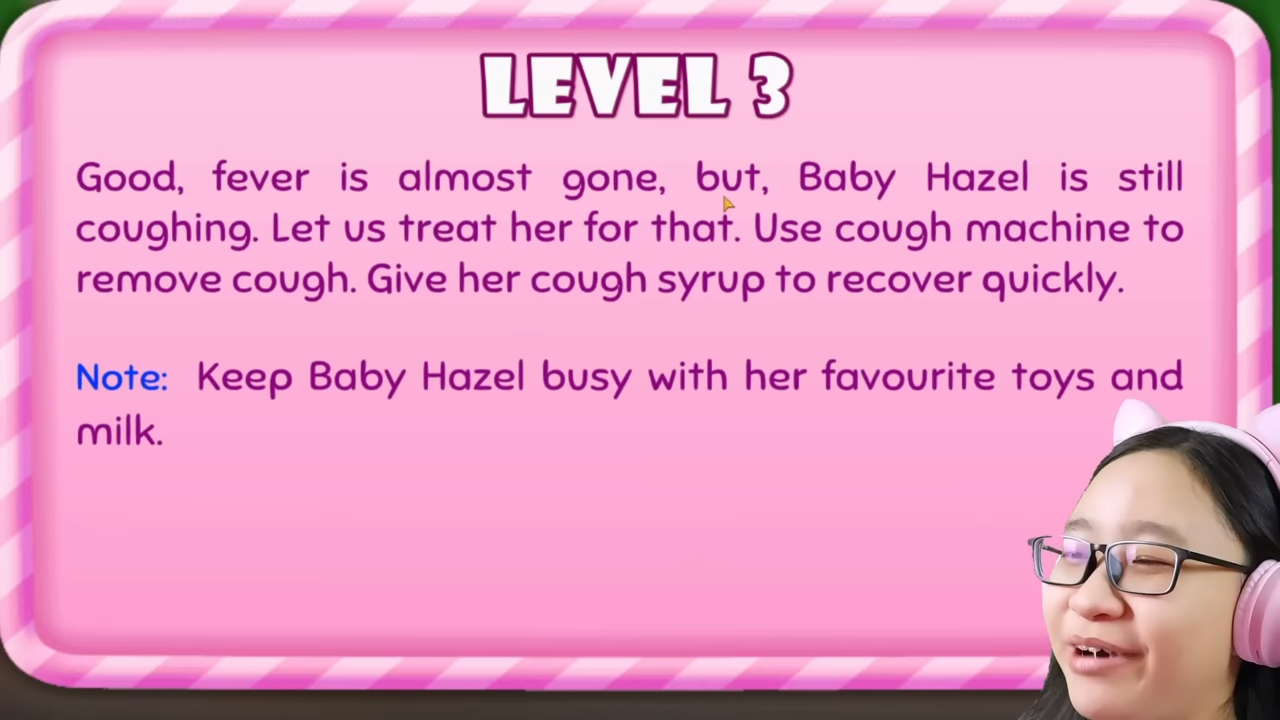 LEVEL 3
Good, fever is almost gone, but, Baby Hazel is still
coughing. Let us treat her for that. Use cough machine to
remove cough. Give her cough syrup to recover quickly.
Note: Keep Baby Hazel busy with her favourite toys and
milk.